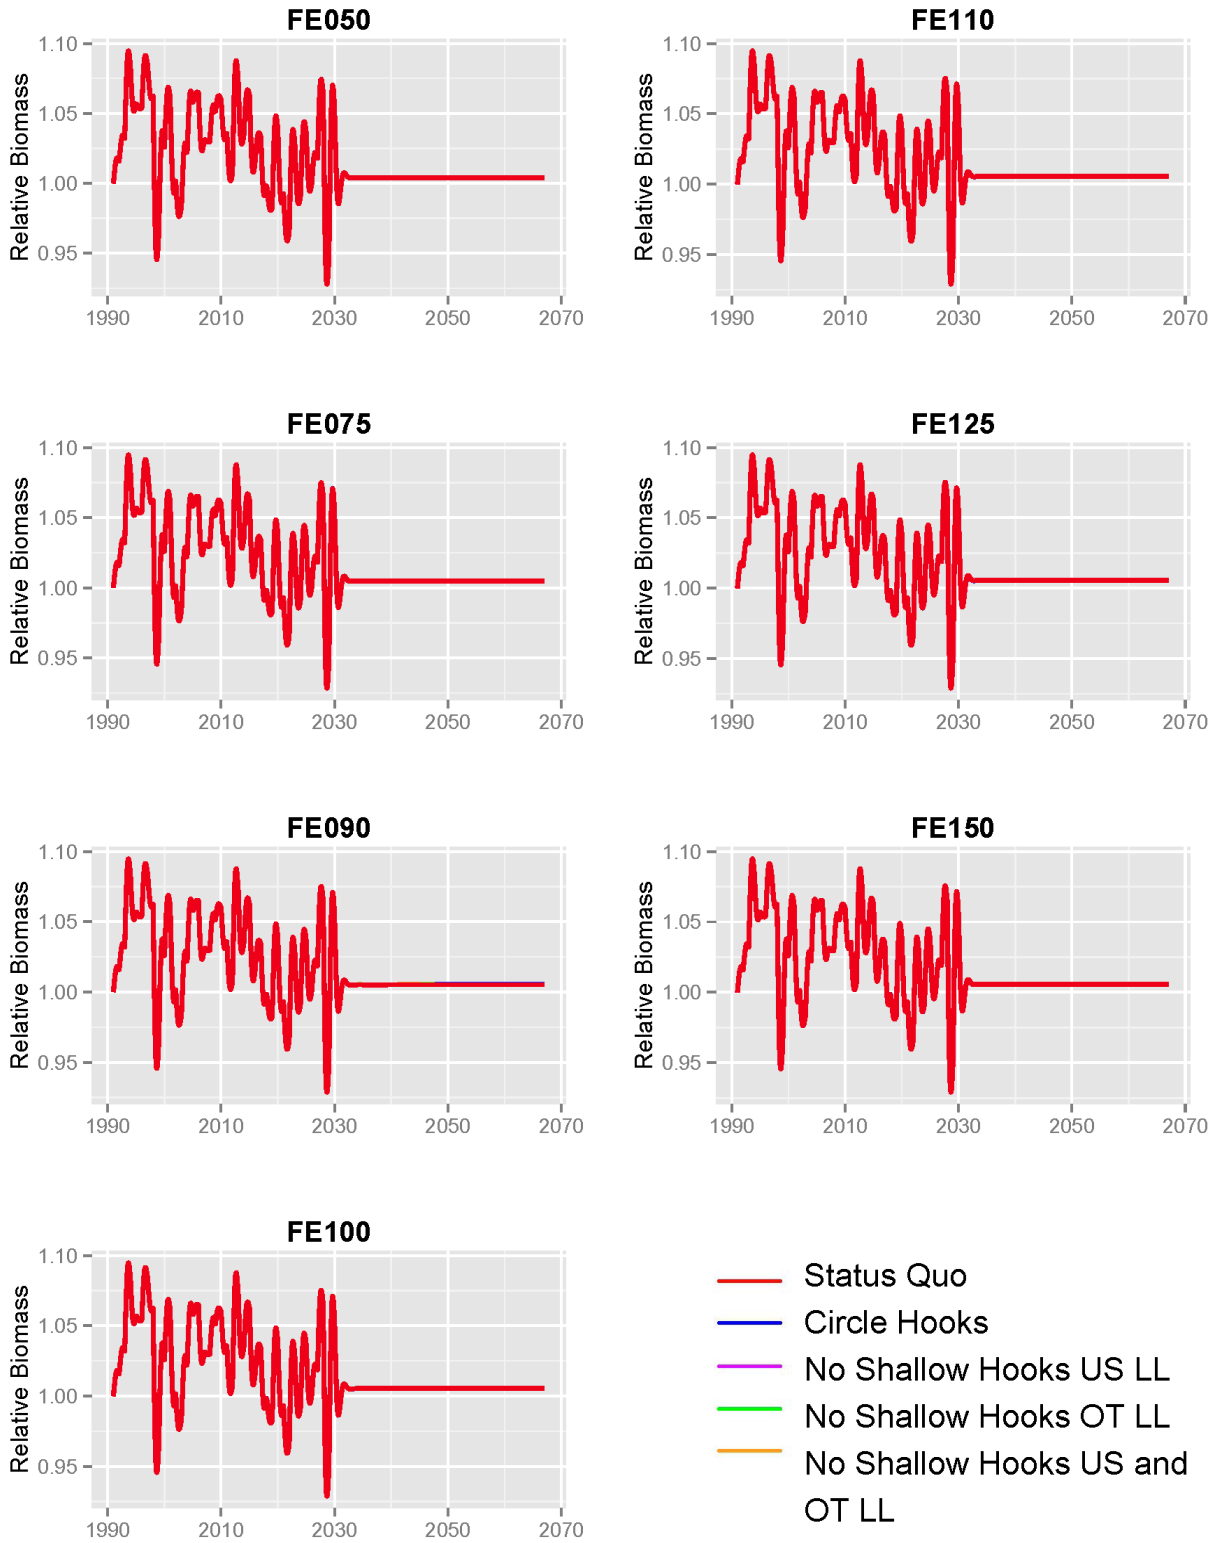 FE050
Relative Biomass
1.10
1.05
1.00
0.95
1990 2010 2030 2050 2070
FE110
Relative Biomass
1.10
1.05
1.00
0.95
1990 2010 2030 2050 2070
FE075
Relative Biomass
1.10
1.05
1.00
0.95
1990 2010 2030 2050 2070
FE125
Relative Biomass
1.10
1.05
1.00
0.95
1990 2010 2030 2050 2070
FE090
Relative Biomass
1.10
1.05
1.00
0.95
1990 2010 2030 2050 2070
FE150
Relative Biomass
1.10
1.05
1.00
0.95
1990 2010 2030 2050 2070
FE100
Relative Biomass
1.10
1.05
1.00
0.95
1990 2010 2030 2050 2070
Status Quo
Circle Hooks
No Shallow Hooks US LL
No Shallow Hooks OT LL
No Shallow Hooks US and
OT LL